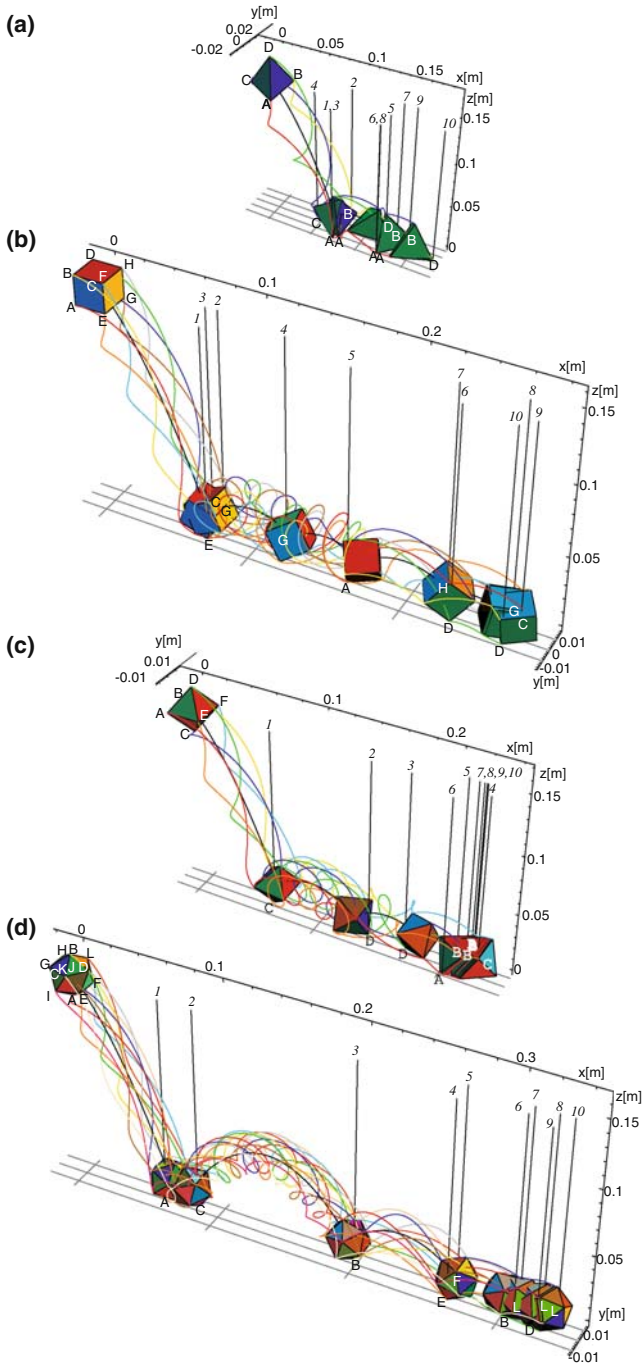 (a)
y[m]
0.02
0
-0.02
0
0.05
0.1
0.15
x[m]
z[m]
0.15
0.1
0.05
0
D
C
B
A
4
1,3
2
6,8
5
7
9
10
C
B
A
A
D
B
B
A
A
D
(b)
0
0.1
0.2
x[m]
z[m]
0.15
0.1
0.05
0.01
0
-0.01
y[m]
D
H
B
C
F
G
A
E
3
2
1
4
5
7
6
8
10
9
C
G
E
G
A
H
D
G
C
D
(c)
y[m]
0.01
-0.01
0
0.1
0.2
x[m]
z[m]
0.15
0.1
0.05
0
D
B
F
A
E
C
1
2
3
6
5
7,8,9,10
4
C
D
D
A
B
B
C
(d)
0
0.1
0.2
0.3
x[m]
z[m]
0.15
0.1
0.05
y[m]
0.01
0
-0.01
H
B
L
G
C
K
J
D
F
I
A
E
1
2
3
4
5
6
7
9
8
10
A
C
B
F
E
L
L
L
B
D